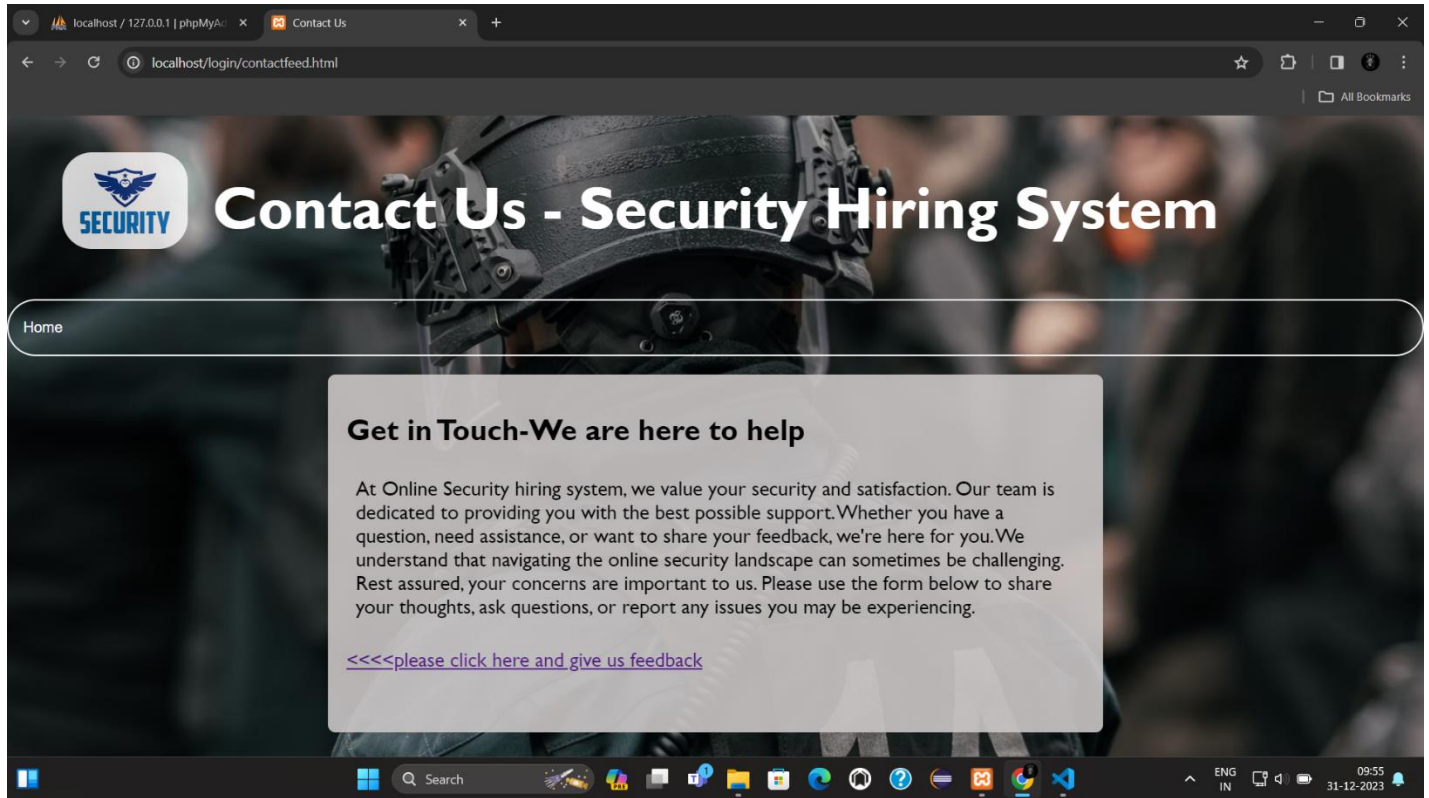 localhost / 127.0.0.1 | phpMyAd
Contact Us
localhost/login/contactfeed.html
All Bookmarks
SECURITY
Contact Us - Security Hiring System
Home
Get in Touch-We are here to help
At Online Security hiring system, we value your security and satisfaction. Our team is
dedicated to providing you with the best possible support.Whether you have a
question, need assistance, or want to share your feedback, we're here for you.We
understand that navigating the online security landscape can sometimes be challenging.
Rest assured, your concerns are important to us. Please use the form below to share
your thoughts, ask questions, or report any issues you may be experiencing.
<<<<please click here and give us feedback
Search
PRE
1
ENG
IN
09:55
31-12-2023